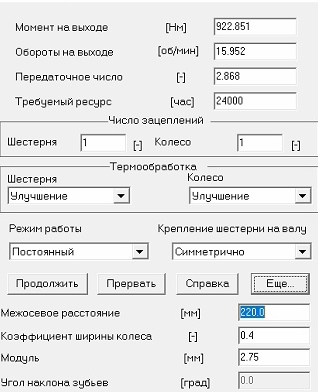 Момент на выходе [Нм] 922.851
Обороты на выходе [об/мин] 15.952
Передаточное число [-] 2.868
Требуемый ресурс [час] 24000
Число зацеплений
Шестерня 1 [-] Колесо 1 [-]
Термообработка
Шестерня Колесо
Улучшение Улучшение
Режим работы Крепление шестерни на валу
Постоянный Симметрично
Продолжить Прервать Справка Еще...
Межосевое расстояние [мм] 220.0
Коэффициент ширины колеса [-] 0.4
Модуль [мм] 2.75
Угол наклона зубьев [град] 0.0